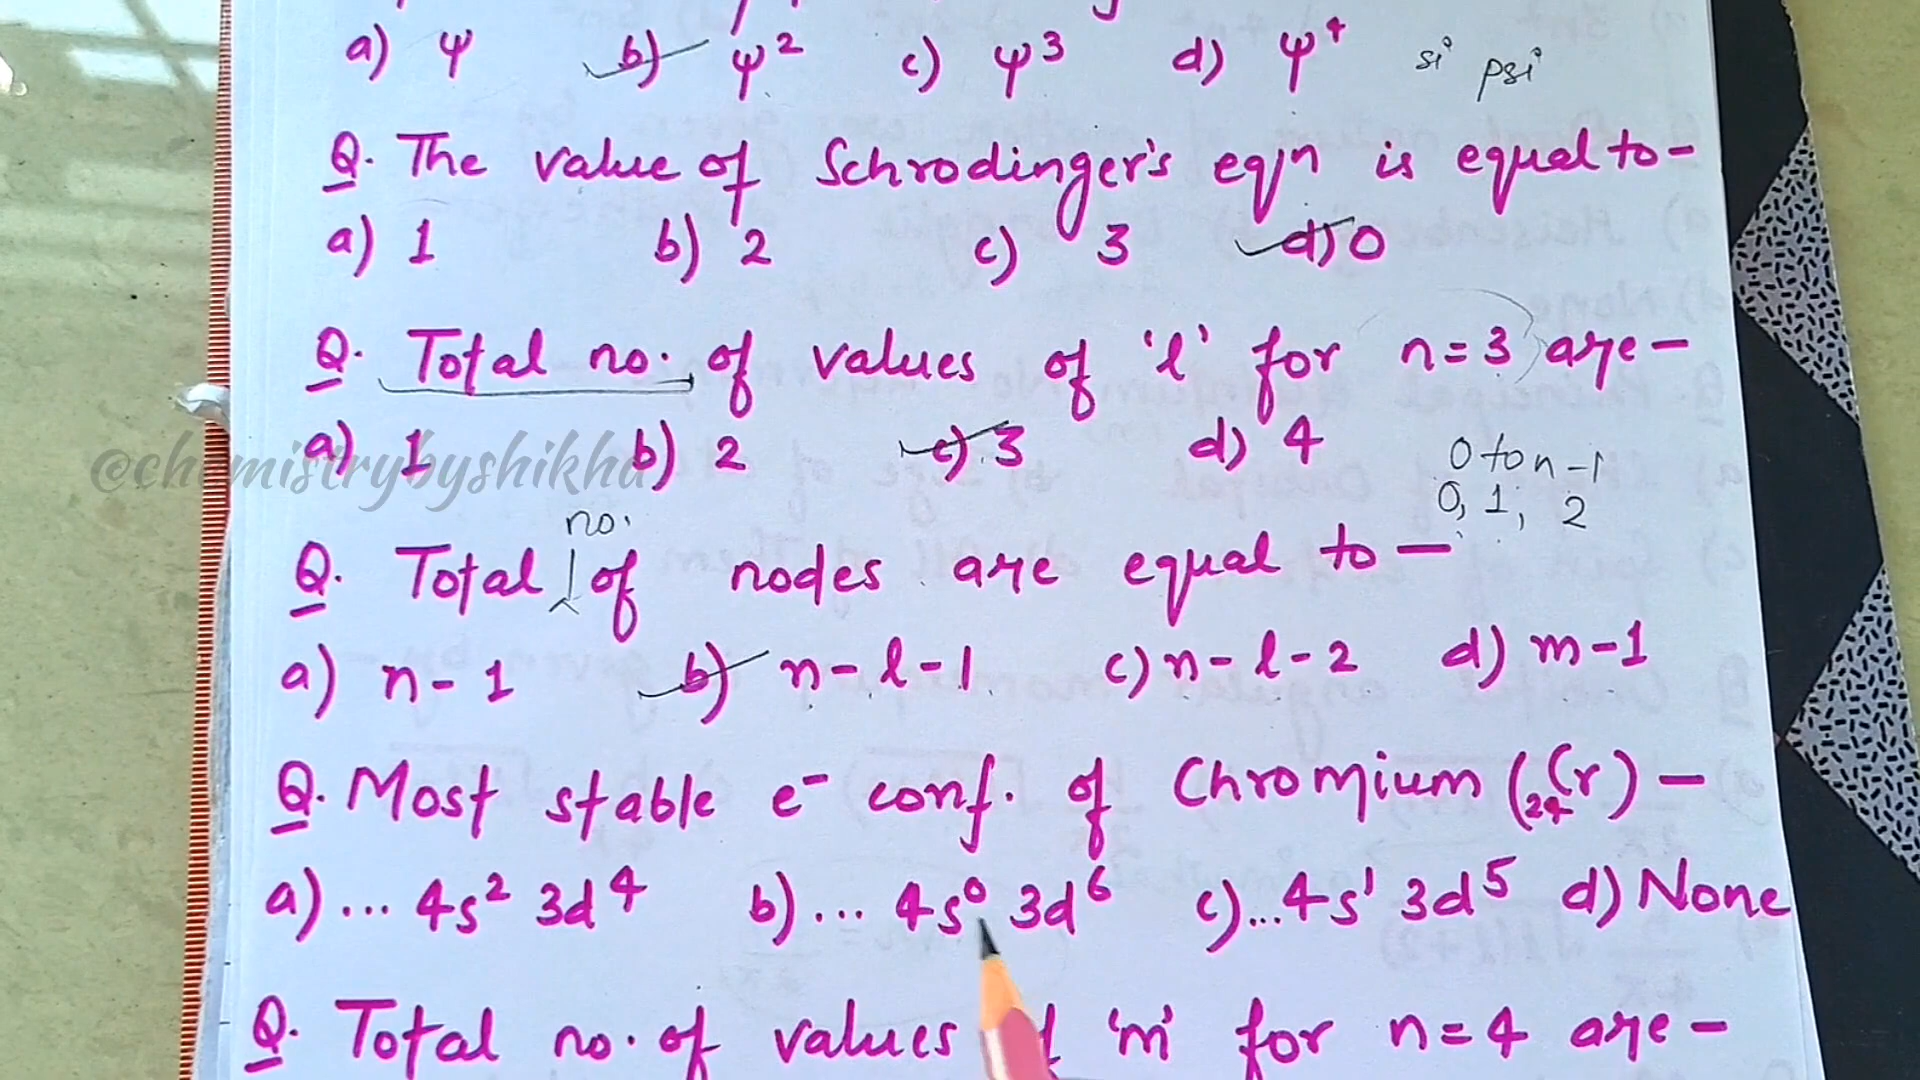 a) ψ b) ψ² c) ψ³ d) ψ⁴ si psi
Q. The value of Schrodinger's eqn is equal to -
a) 1 b) 2 c) 3 d) 0
Q. Total no. of values of 'l' for n=3 are -
a) 1 b) 2 c) 3 d) 4
0 to n-1
0, 1, 2
@chemistrybyshikha
no.
Q. Total of nodes are equal to -
a) n-1 b) n-l-1 c) n-l-2 d) m-1
Q. Most stable e⁻ conf. of Chromium (₂₄Cr) -
a) ... 4s² 3d⁴ b) ... 4s⁰ 3d⁶ c) ... 4s¹ 3d⁵ d) None
Q. Total no. of values 'm' for n=4 are -